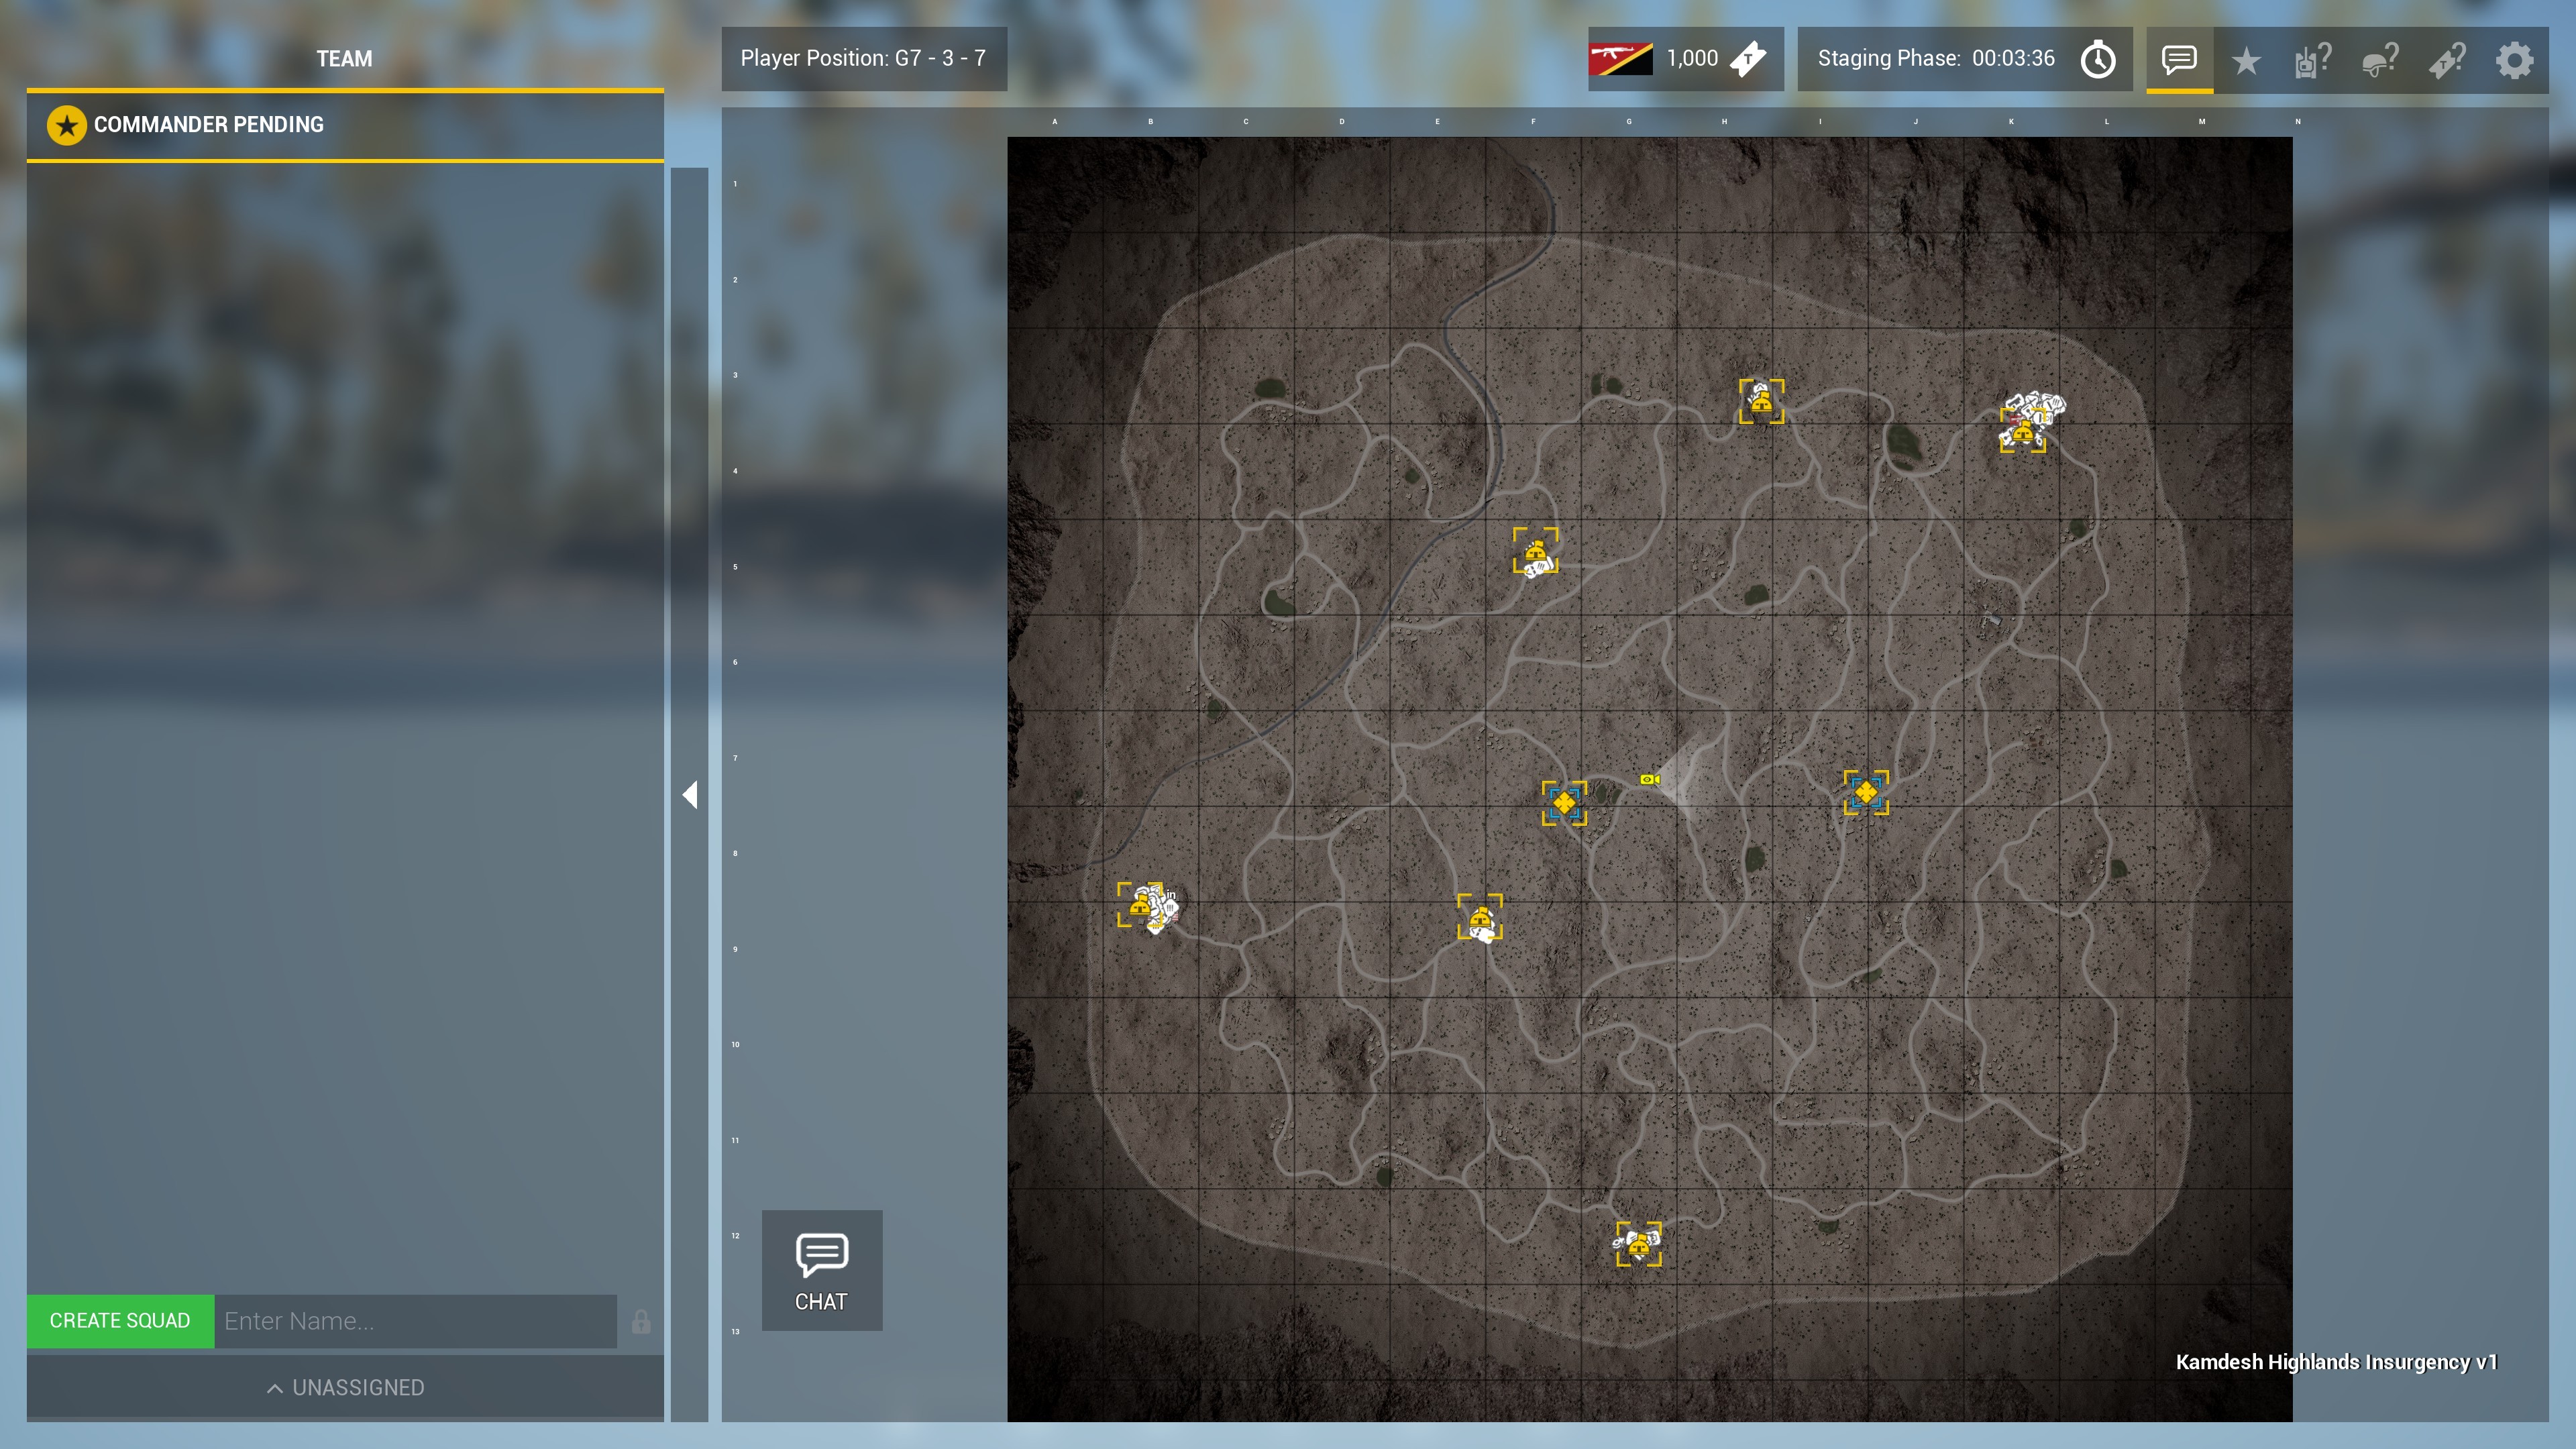 TEAM
Player Position: G7 - 3 - 7
1,000
T
Staging Phase: 00:03:36
? ? T?
COMMANDER PENDING
A B C D E F G H I J K L M N
1
2
3
4
5
6
7
8
in
9
10
11
12
13
CHAT
CREATE SQUAD Enter Name...
UNASSIGNED
Kamdesh Highlands Insurgency v1